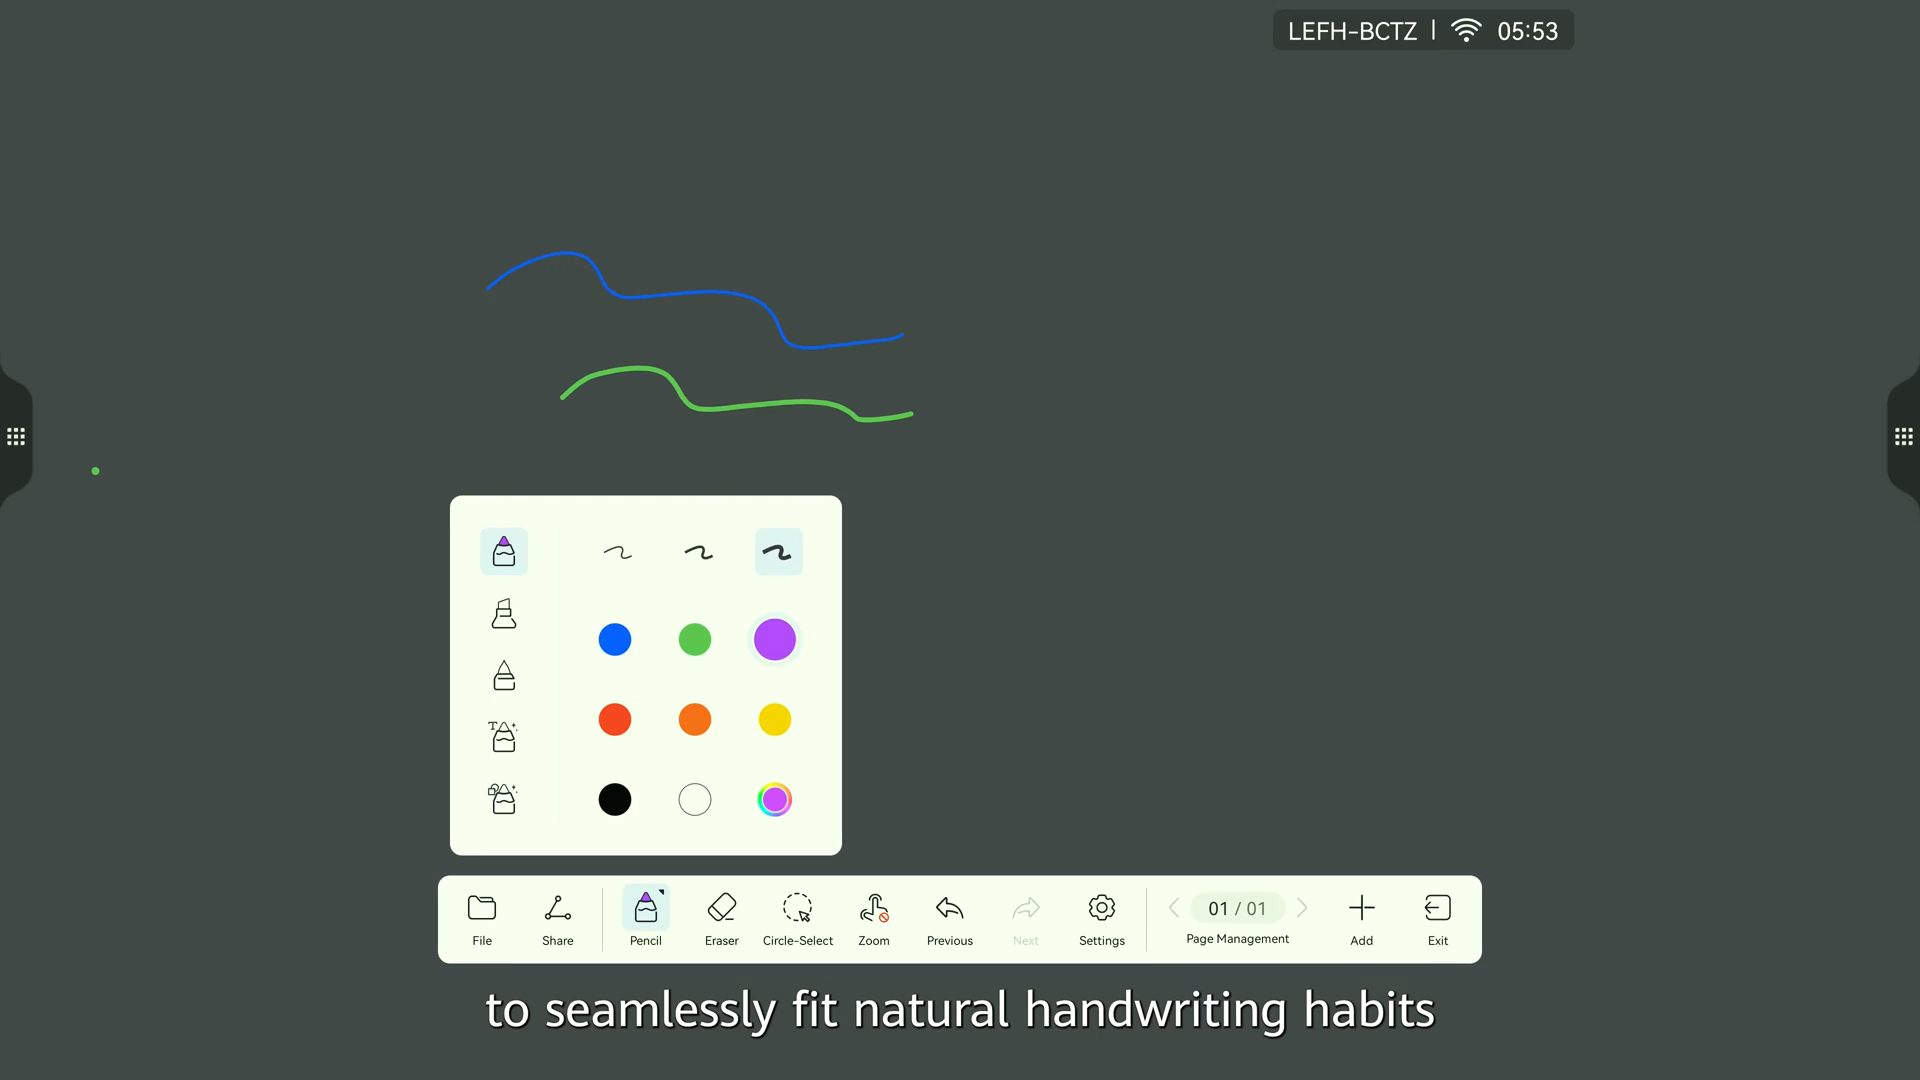 LEFH-BCTZ | 05:53
File Share Pencil Eraser Circle-Select Zoom Previous Next Settings 01 / 01 Page Management Add Exit
to seamlessly fit natural handwriting habits